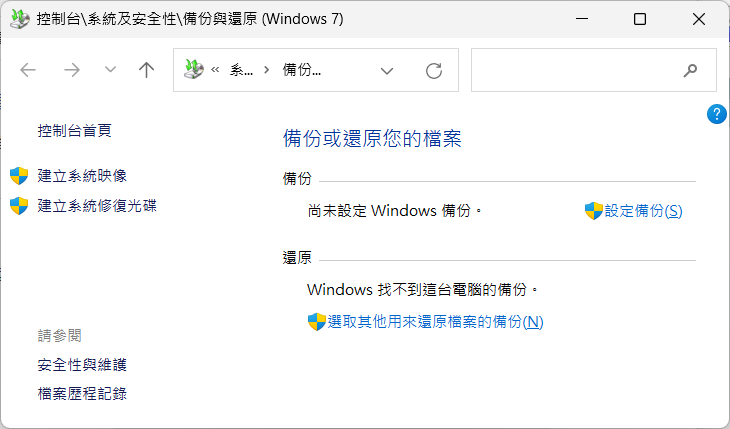 控制台\系統及安全性\備份與還原 (Windows 7)
« 系... › 備份...
?
控制台首頁
建立系統映像
建立系統修復光碟
請參閱
安全性與維護
檔案歷程記錄
備份或還原您的檔案
備份
尚未設定 Windows 備份。
設定備份(S)
還原
Windows 找不到這台電腦的備份。
選取其他用來還原檔案的備份(N)